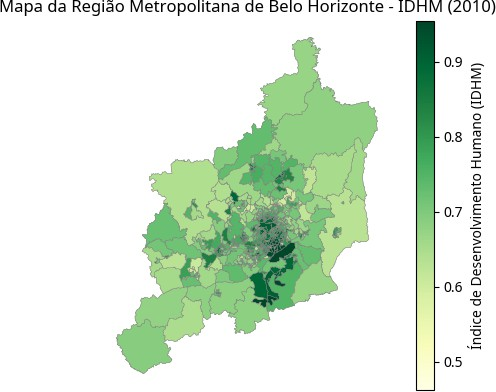 Mapa da Região Metropolitana de Belo Horizonte - IDHM (2010)
0.9
0.8
0.7
0.6
0.5
Índice de Desenvolvimento Humano (IDHM)